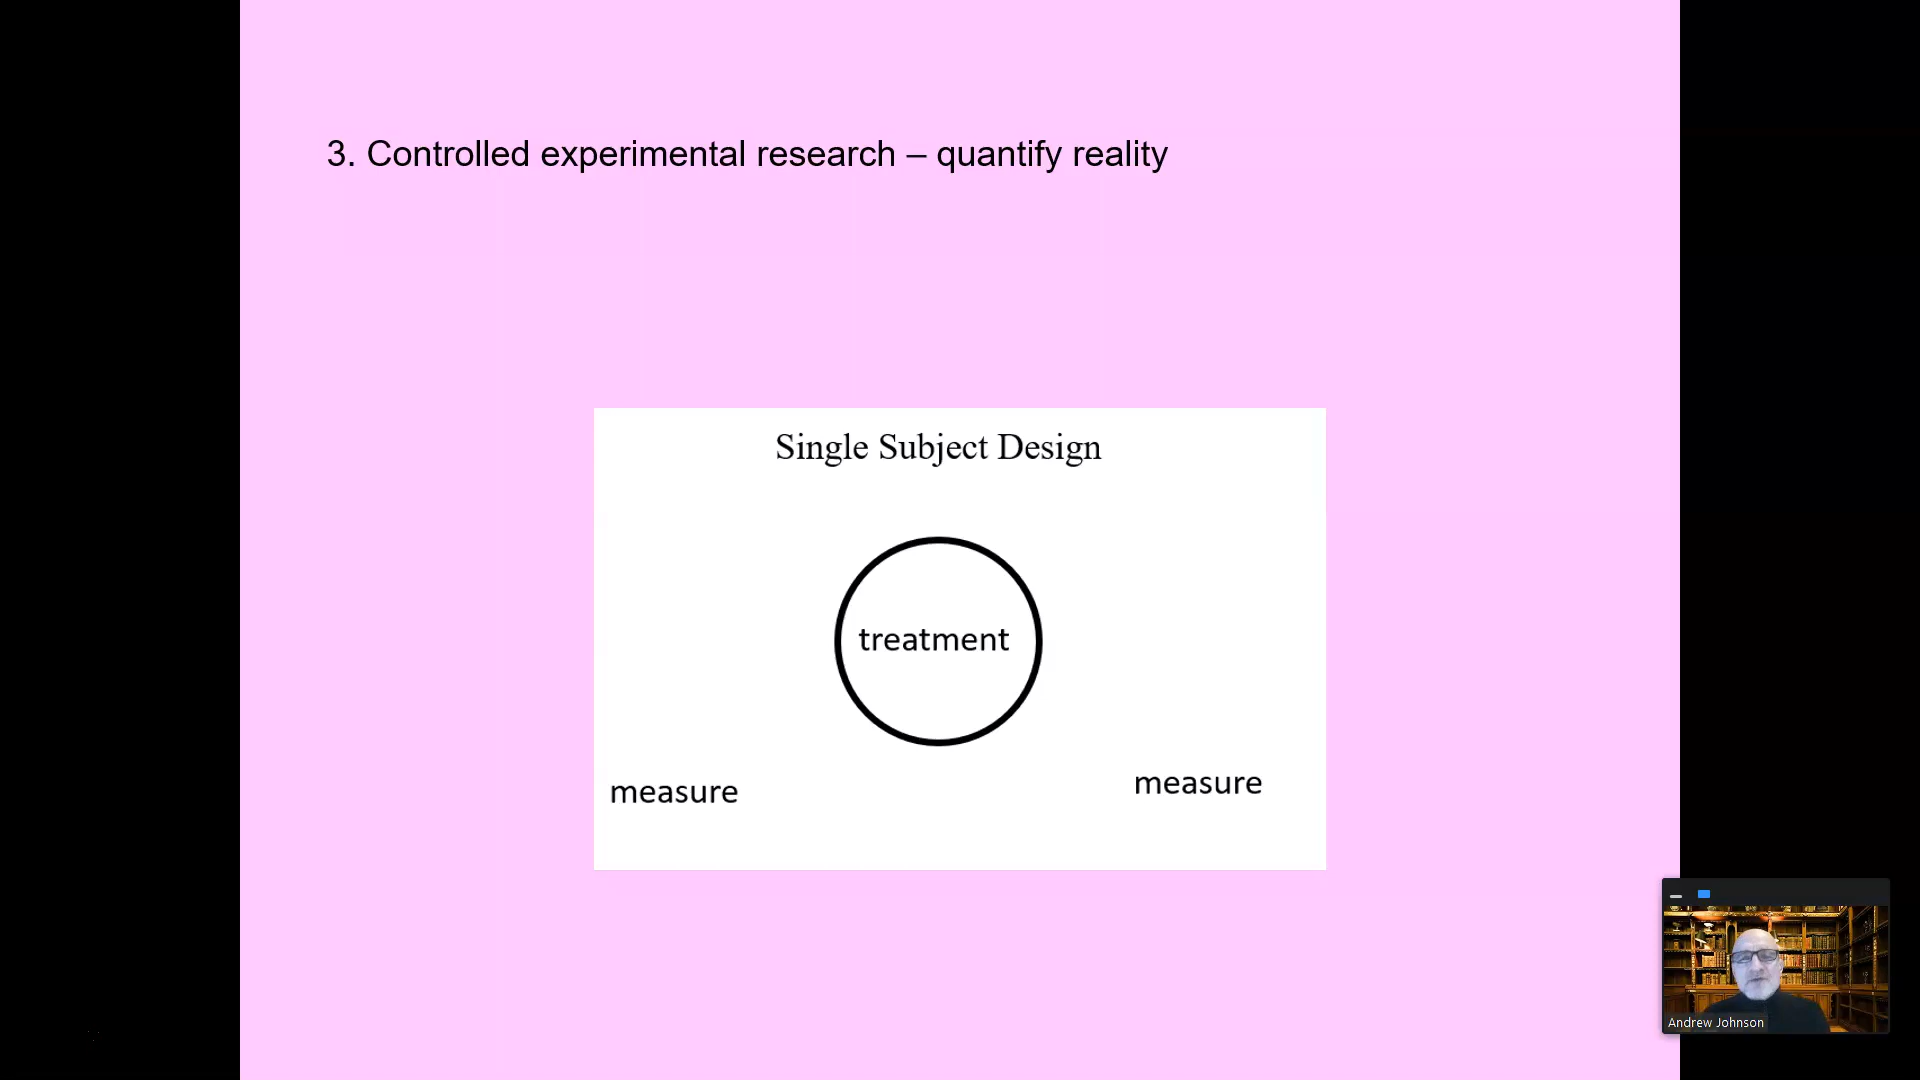 3. Controlled experimental research – quantify reality
Single Subject Design
treatment
measure
measure
Andrew Johnson